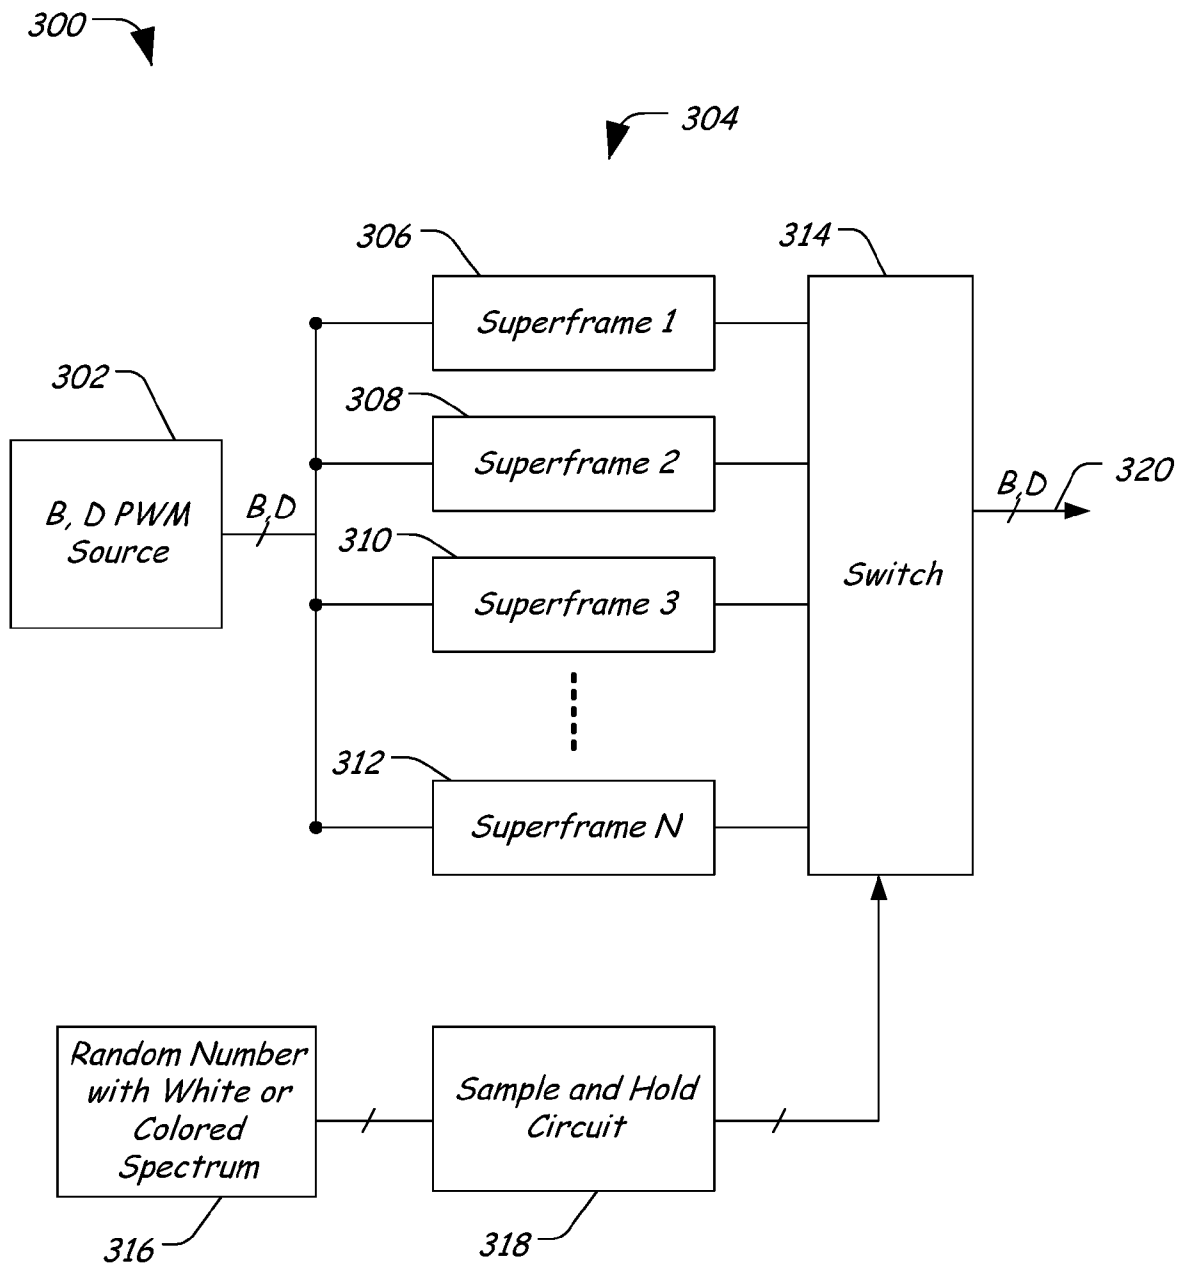 300
304
306
314
Superframe 1
302
308
Superframe 2
B, D PWM
Source
B,D
B,D
320
310
Superframe 3
Switch
312
Superframe N
Random Number
with White or
Colored
Spectrum
Sample and Hold
Circuit
316
318